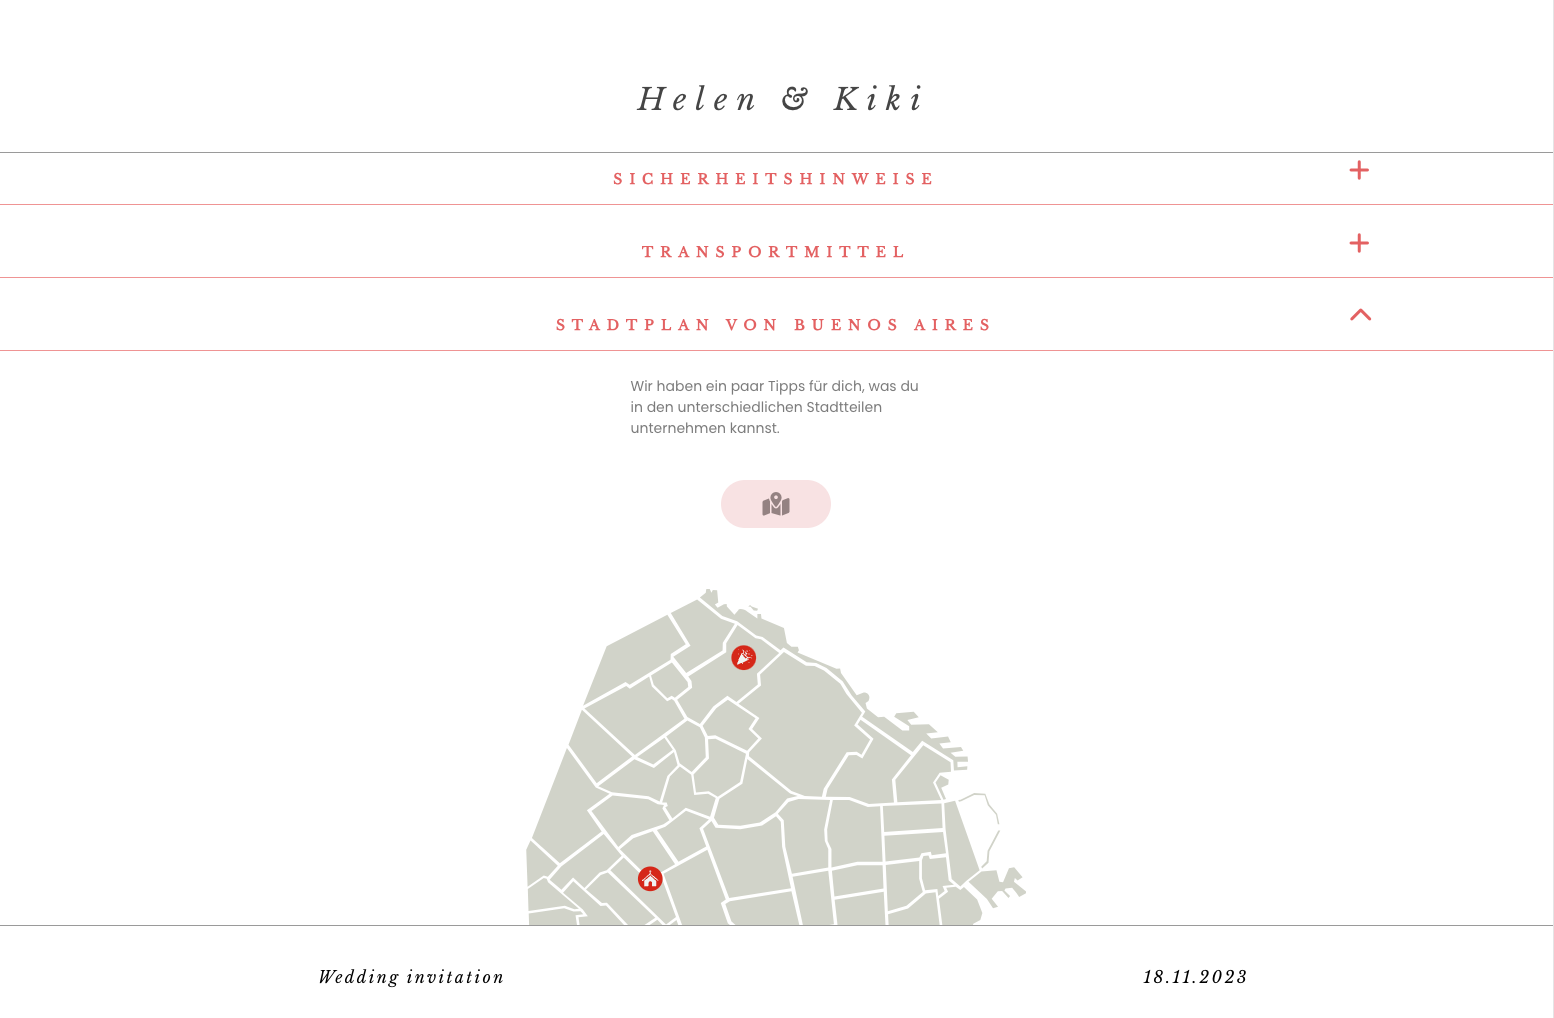 Helen & Kiki
SICHERHEITSHINWEISE
TRANSPORTMITTEL
STADTPLAN VON BUENOS AIRES
Wir haben ein paar Tipps für dich, was du
in den unterschiedlichen Stadtteilen
unternehmen kannst.
Wedding invitation
18.11.2023